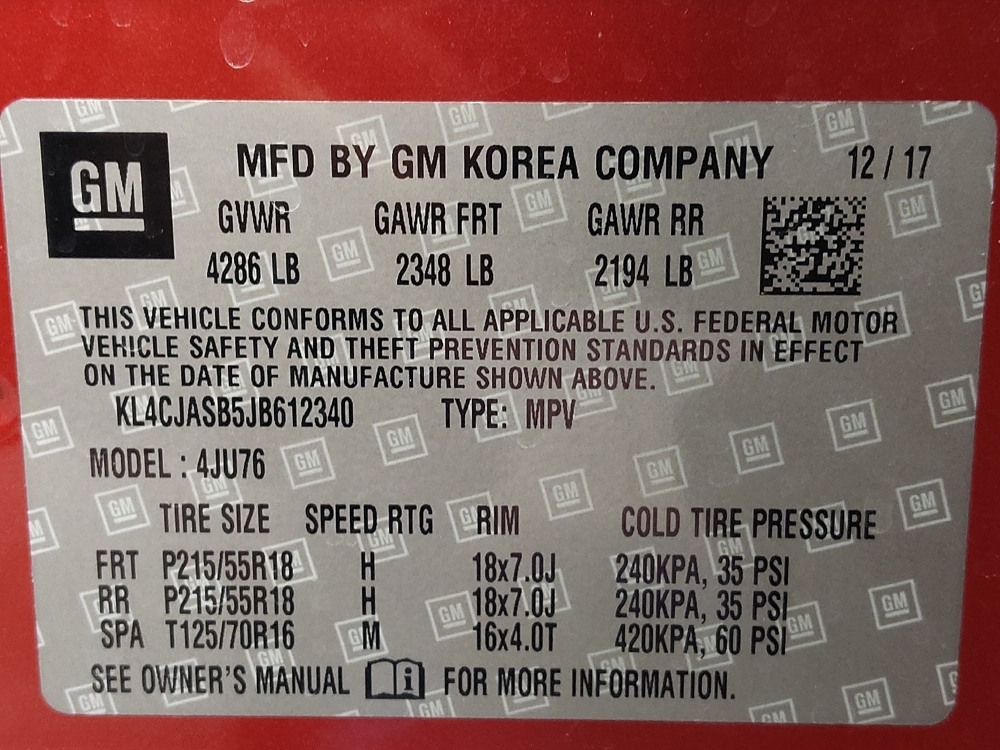 GM MFD BY GM KOREA COMPANY 12 / 17
GVWR GAWR FRT GAWR RR
4286 LB 2348 LB 2194 LB
THIS VEHICLE CONFORMS TO ALL APPLICABLE U.S. FEDERAL MOTOR
VEHICLE SAFETY AND THEFT PREVENTION STANDARDS IN EFFECT
ON THE DATE OF MANUFACTURE SHOWN ABOVE.
KL4CJASB5JB612340 TYPE: MPV
MODEL : 4JU76
TIRE SIZE SPEED RTG RIM COLD TIRE PRESSURE
FRT P215/55R18 H 18x7.0J 240KPA, 35 PSI
RR P215/55R18 H 18x7.0J 240KPA, 35 PSI
SPA T125/70R16 M 16x4.0T 420KPA, 60 PSI
SEE OWNER'S MANUAL i FOR MORE INFORMATION.